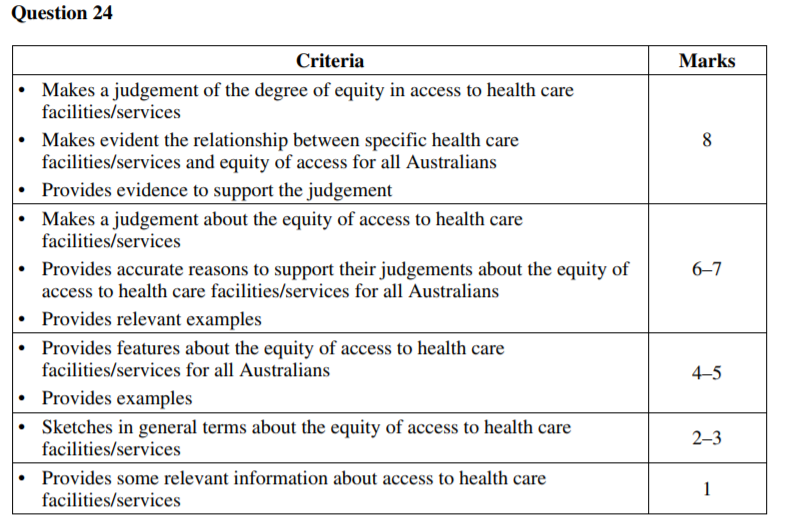 Question 24
Criteria Marks
• Makes a judgement of the degree of equity in access to health care
facilities/services
• Makes evident the relationship between specific health care
facilities/services and equity of access for all Australians
8
• Provides evidence to support the judgement
• Makes a judgement about the equity of access to health care
facilities/services
• Provides accurate reasons to support their judgements about the equity of
access to health care facilities/services for all Australians
6–7
• Provides relevant examples
• Provides features about the equity of access to health care
facilities/services for all Australians
4–5
• Provides examples
• Sketches in general terms about the equity of access to health care
facilities/services
2–3
• Provides some relevant information about access to health care
facilities/services
1